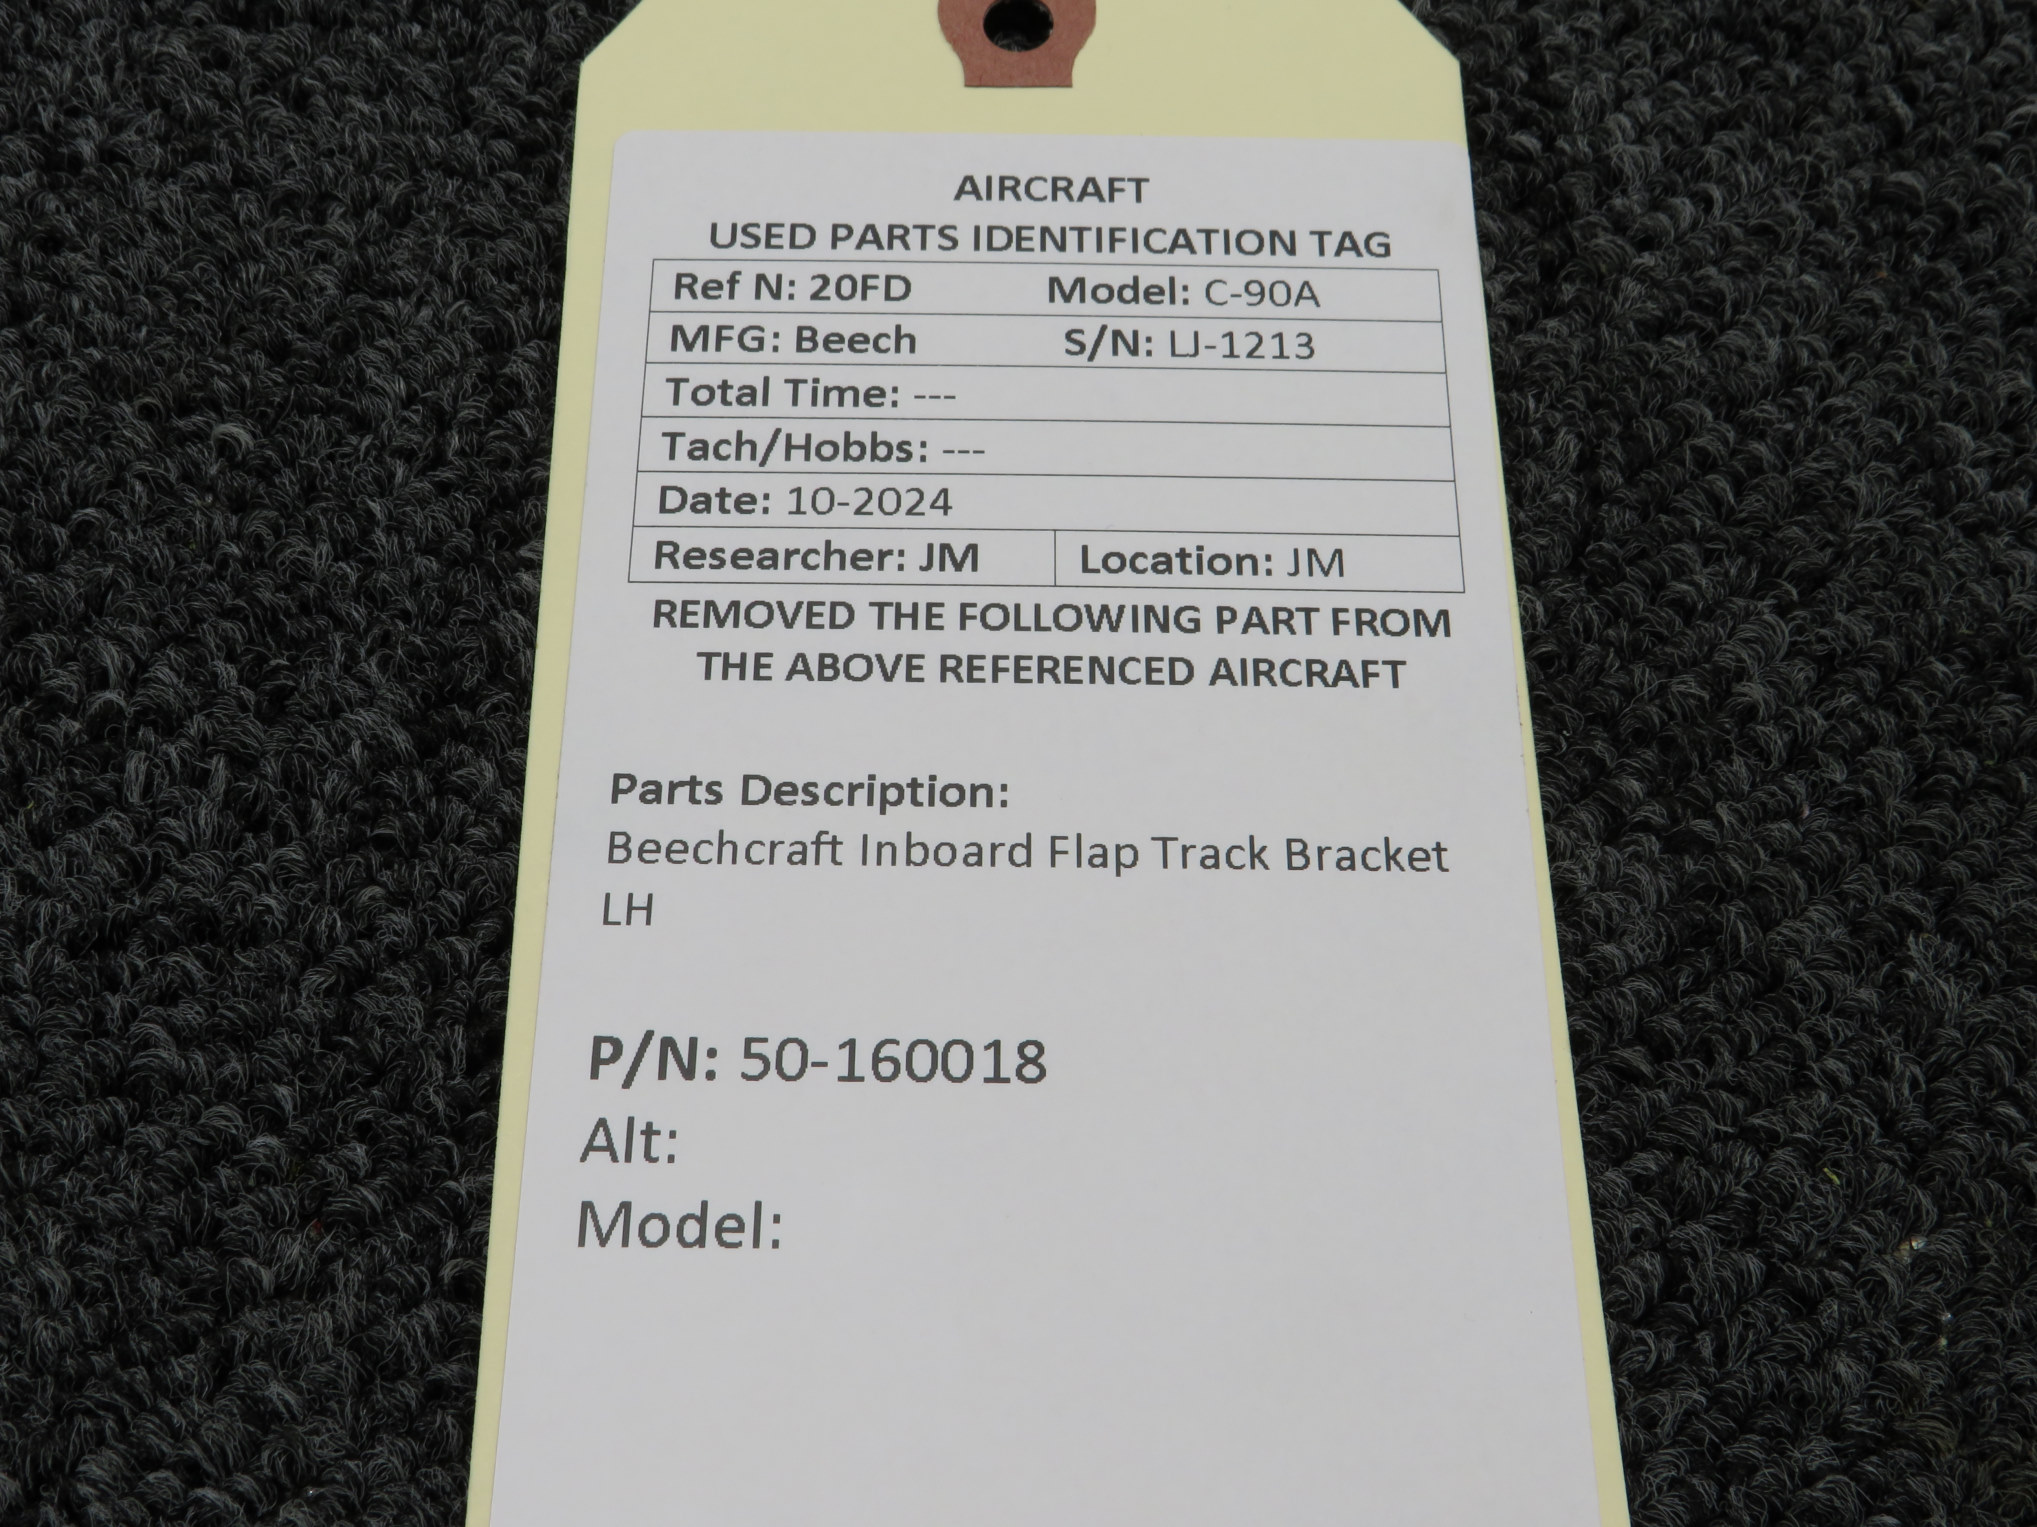 AIRCRAFT
USED PARTS IDENTIFICATION TAG
Ref N: 20FD Model: C-90A
MFG: Beech S/N: LJ-1213
Total Time: ---
Tach/Hobbs: ---
Date: 10-2024
Researcher: JM Location: JM
REMOVED THE FOLLOWING PART FROM
THE ABOVE REFERENCED AIRCRAFT
Parts Description:
Beechcraft Inboard Flap Track Bracket
LH
P/N: 50-160018
Alt:
Model: